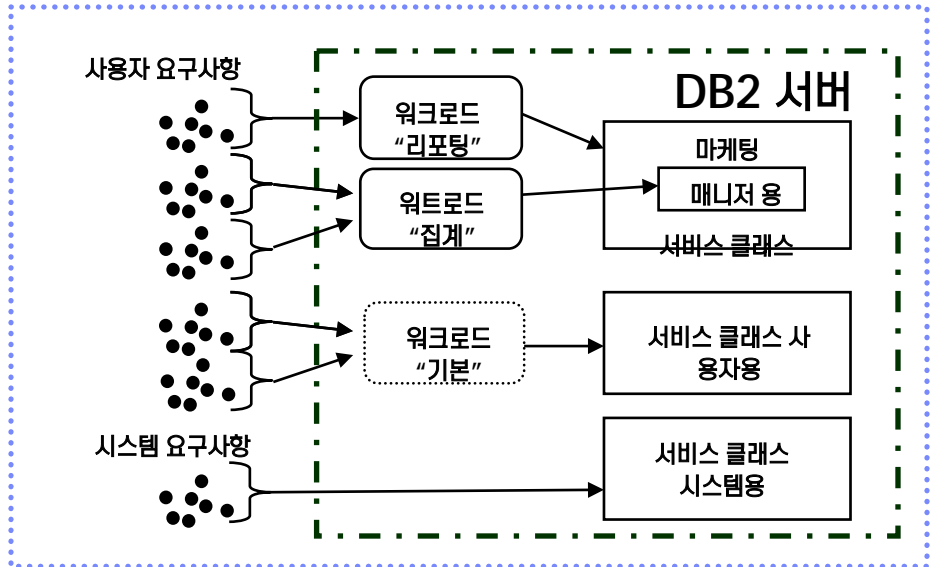 사용자 요구사항
DB2 서버
워크로드
“리포팅”
마케팅
매니저 용
서비스 클래스
워트로드
“집계”
워크로드
“기본”
서비스 클래스 사
용자용
시스템 요구사항
서비스 클래스
시스템용